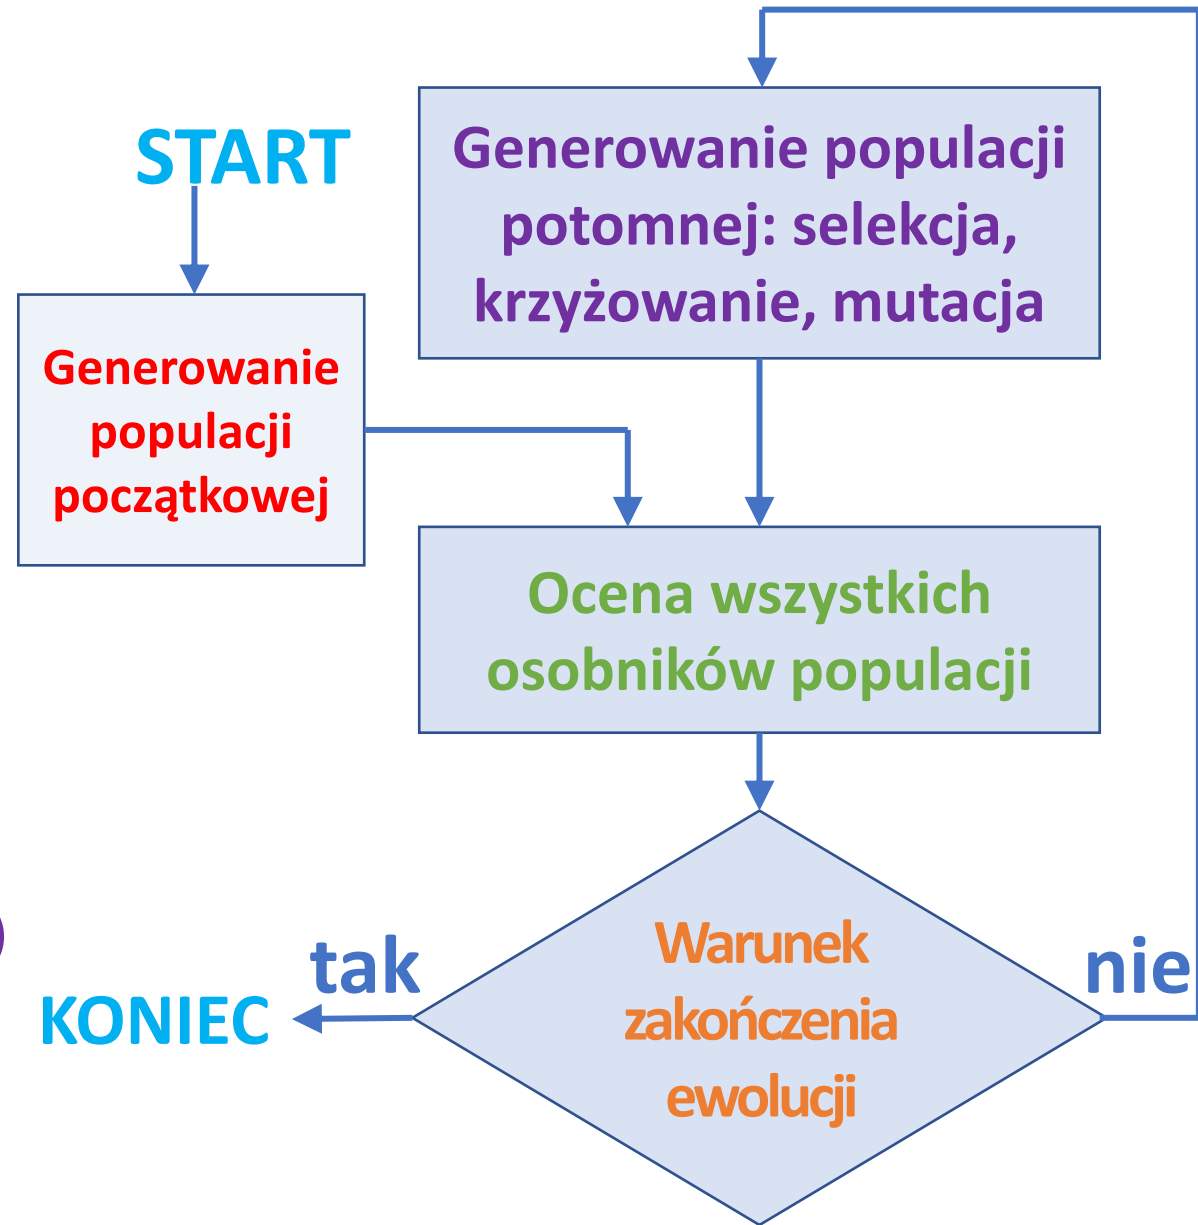 START
Generowanie
populacji
początkowej
Generowanie populacji
potomnej: selekcja,
krzyżowanie, mutacja
Ocena wszystkich
osobników populacji
Warunek
zakończenia
ewolucji
tak
nie
KONIEC